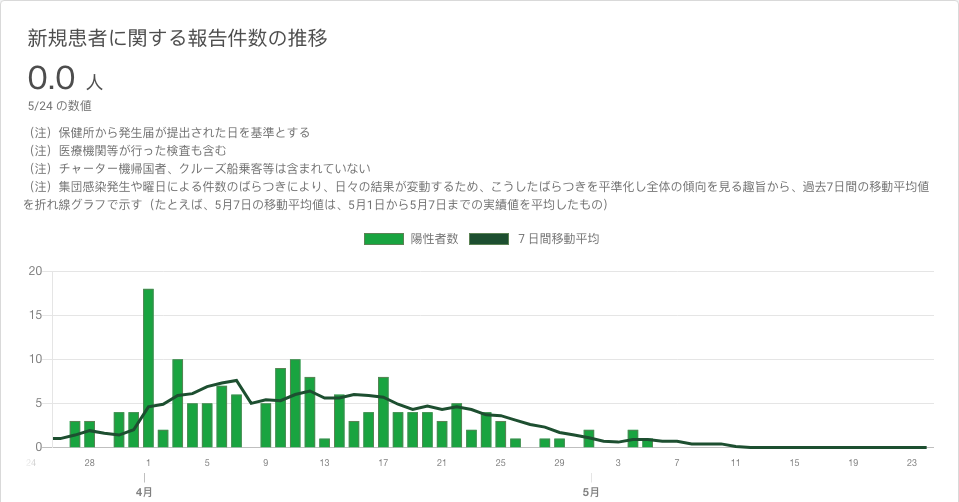 新規患者に関する報告件数の推移
0.0 人
5/24 の数値
（注）保健所から発生届が提出された日を基準とする
（注）医療機関等が行った検査も含む
（注）チャーター機帰国者、クルーズ船乗客等は含まれていない
（注）集団感染発生や曜日による件数のばらつきにより、日々の結果が変動するため、こうしたばらつきを平準化し全体の傾向を見る趣旨から、過去7日間の移動平均値
を折れ線グラフで示す（たとえば、5月7日の移動平均値は、5月1日から5月7日までの実績値を平均したもの）
陽性者数 7 日間移動平均
20
15
10
5
0
24 28 1 5 9 13 17 21 25 29 3 7 11 15 19 23
4月 5月